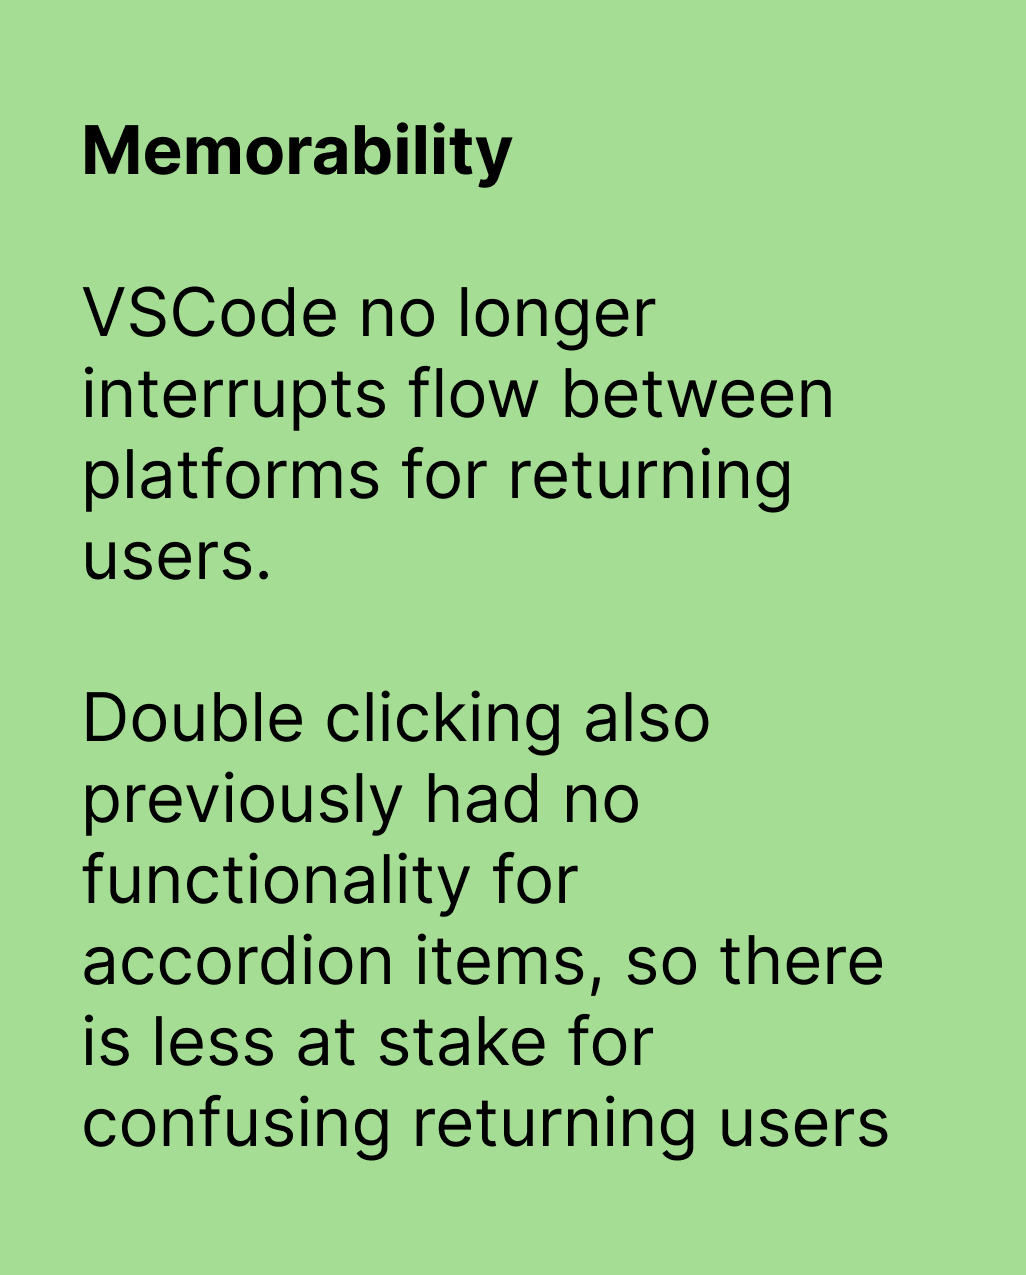 Memorability
VSCode no longer
interrupts flow between
platforms for returning
users.
Double clicking also
previously had no
functionality for
accordion items, so there
is less at stake for
confusing returning users